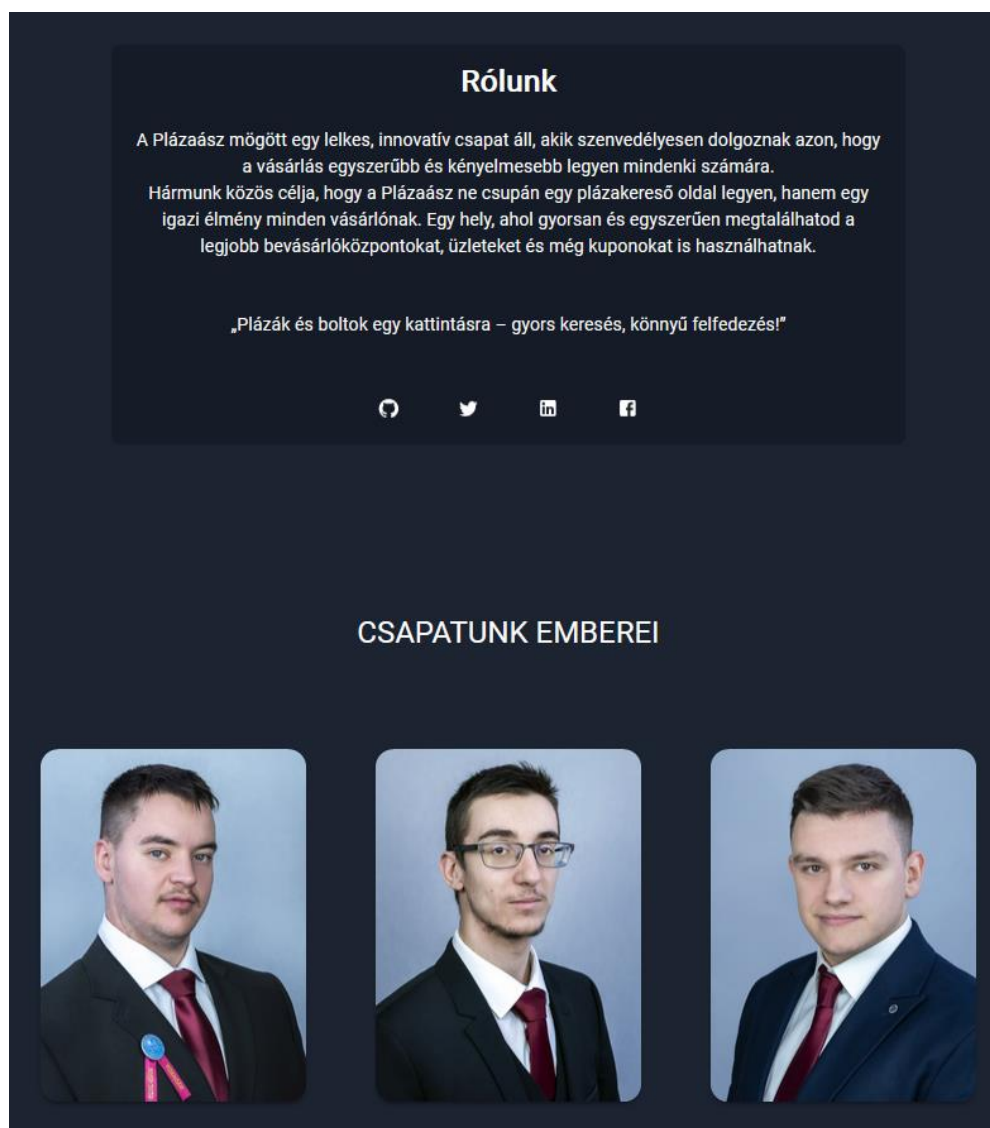 Rólunk
A Plázaász mögött egy lelkes, innovatív csapat áll, akik szenvedélyesen dolgoznak azon, hogy
a vásárlás egyszerűbb és kényelmesebb legyen mindenki számára.
Hármunk közös célja, hogy a Plázaász ne csupán egy plázakereső oldal legyen, hanem egy
igazi élmény minden vásárlónak. Egy hely, ahol gyorsan és egyszerűen megtalálhatod a
legjobb bevásárlóközpontokat, üzleteket és még kuponokat is használhatnak.
„Plázák és boltok egy kattintásra – gyors keresés, könnyű felfedezés!”
CSAPATUNK EMBEREI